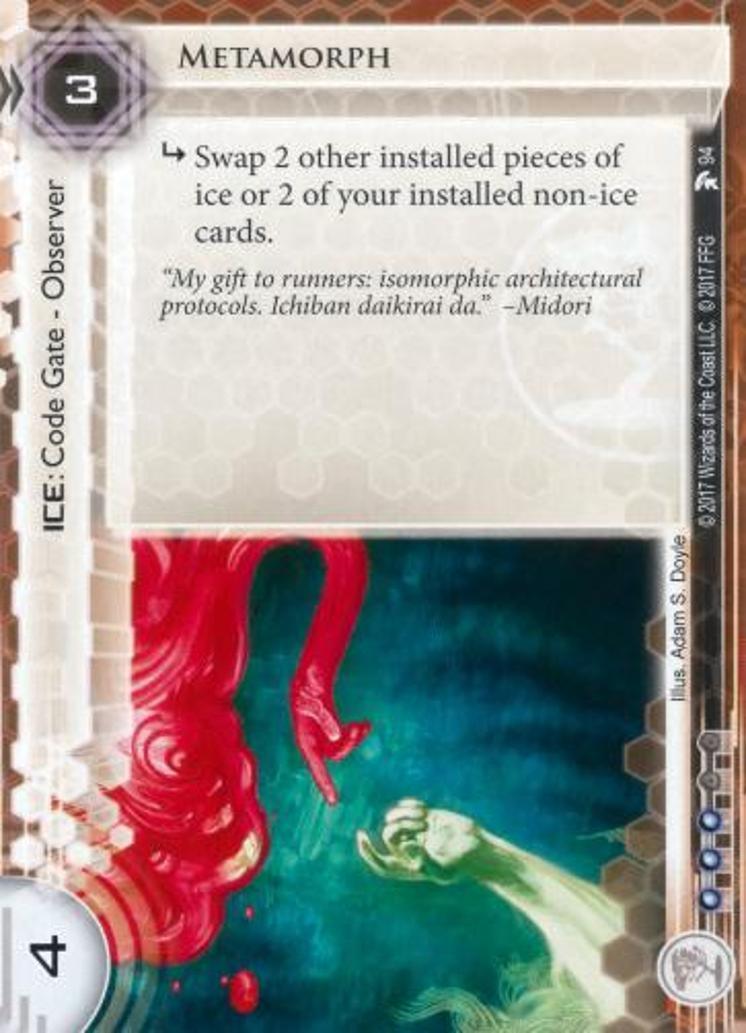 METAMORPH
3
↳ Swap 2 other installed pieces of
ice or 2 of your installed non-ice
cards.
“My gift to runners: isomorphic architectural
protocols. Ichiban daikirai da.” –Midori
ICE: Code Gate - Observer
94
© 2017 Wizards of the Coast LLC. © 2017 FFG
Illus. Adam S. Doyle
4